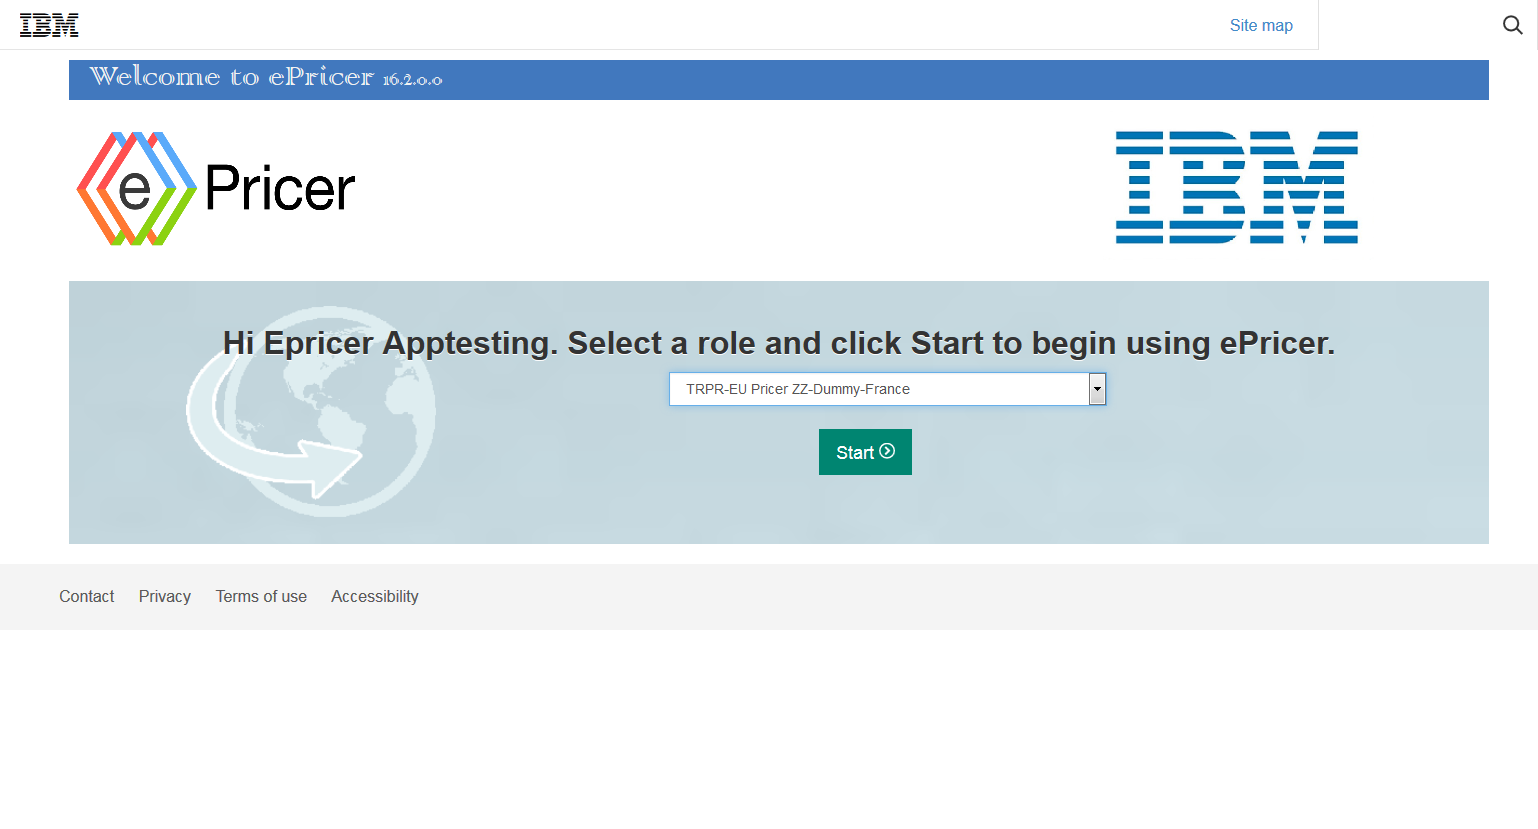 IBM
Site map
Welcome to ePricer 16.2.0.0
e Pricer
IBM
Hi Epricer Apptesting. Select a role and click Start to begin using ePricer.
TRPR-EU Pricer ZZ-Dummy-France
Start
Contact Privacy Terms of use Accessibility